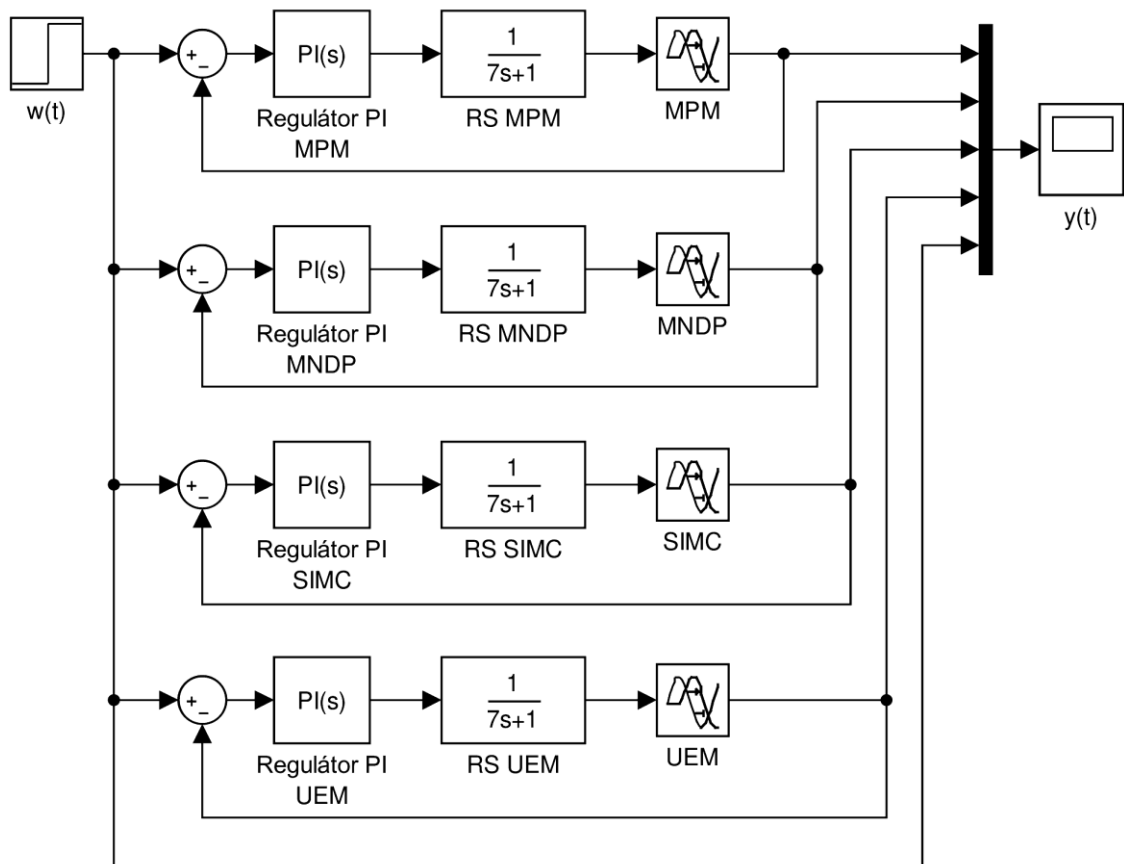 w(t)
+
−
PI(s)
Regulátor PI
MPM
1
7s+1
RS MPM
MPM
y(t)
+
−
PI(s)
Regulátor PI
MNDP
1
7s+1
RS MNDP
MNDP
+
−
PI(s)
Regulátor PI
SIMC
1
7s+1
RS SIMC
SIMC
+
−
PI(s)
Regulátor PI
UEM
1
7s+1
RS UEM
UEM